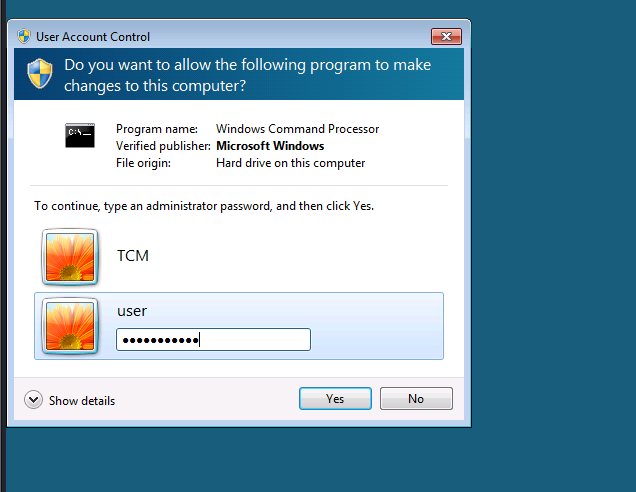 User Account Control
Do you want to allow the following program to make
changes to this computer?
C:\_
Program name: Windows Command Processor
Verified publisher: Microsoft Windows
File origin: Hard drive on this computer
To continue, type an administrator password, and then click Yes.
TCM
user
●●●●●●●●●●●
Show details
Yes
No